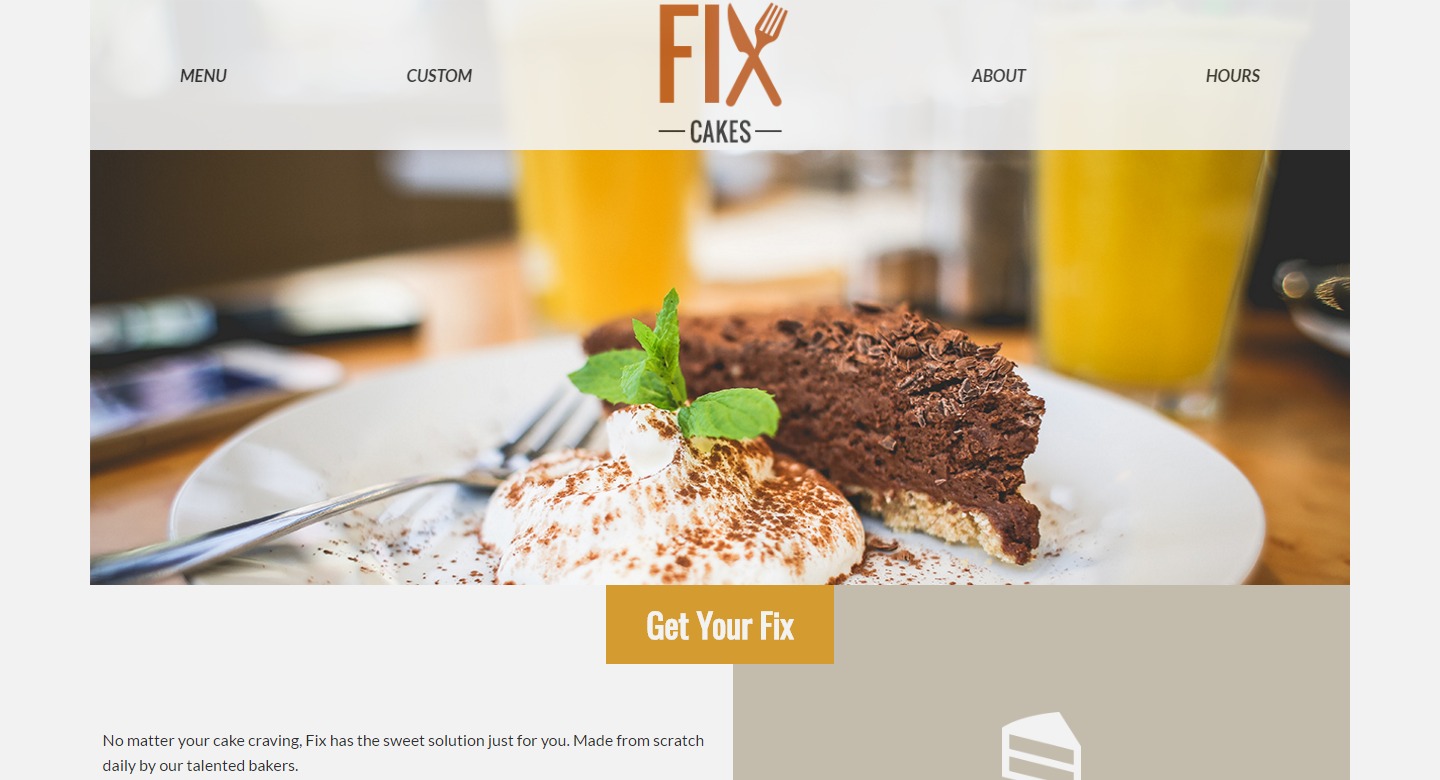 MENU
CUSTOM
FIX
CAKES
ABOUT
HOURS
Get Your Fix
No matter your cake craving, Fix has the sweet solution just for you. Made from scratch
daily by our talented bakers.